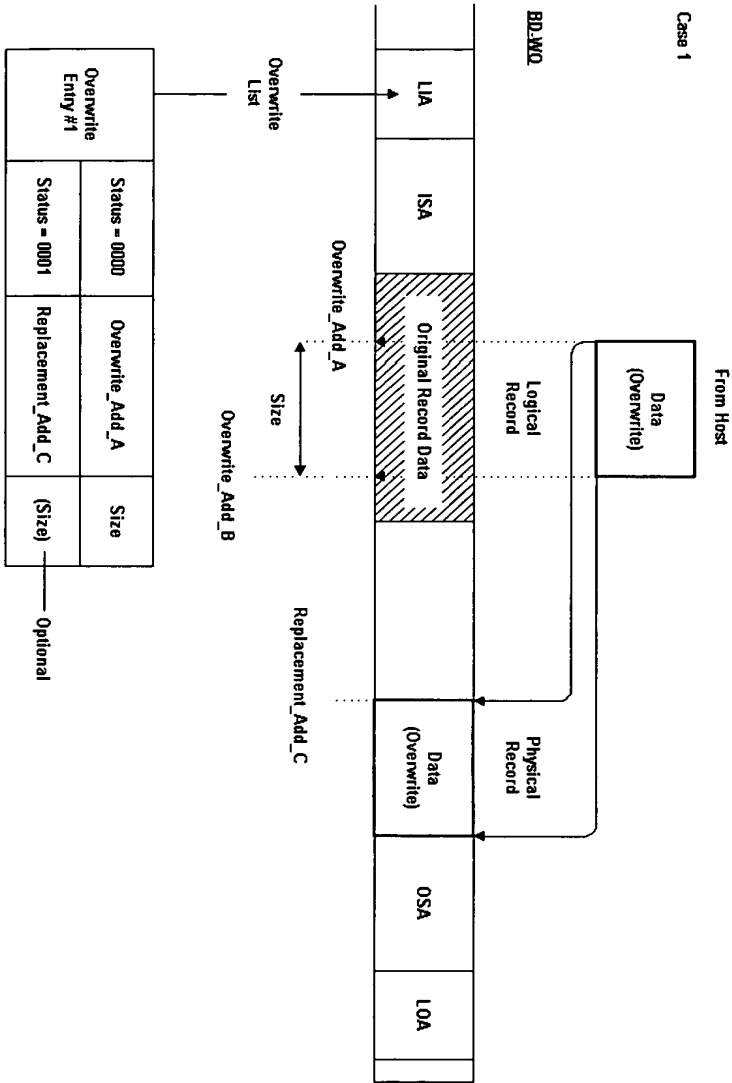 Case 1
From Host
Data
(Overwrite)
BD-WO
Logical
Record
Physical
Record
LIA
ISA
Original Record Data
Data
(Overwrite)
OSA
LOA
Overwrite_Add_A
Size
Overwrite_Add_B
Replacement_Add_C
Overwrite
List
Overwrite
Entry #1
Status = 0000
Overwrite_Add_A
Size
Status = 0001
Replacement_Add_C
(Size)
Optional